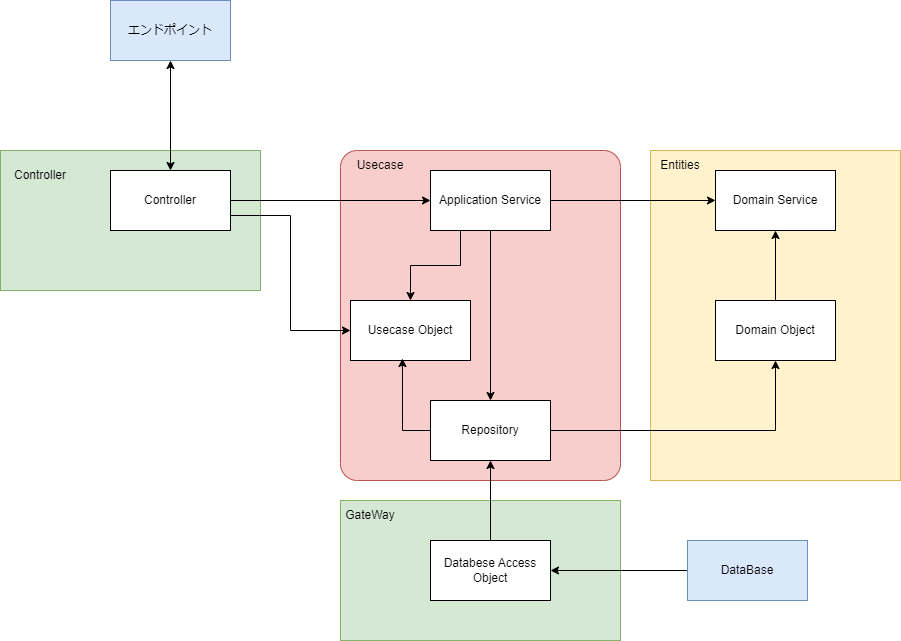 エンドポイント
Controller
Controller
Usecase
Application Service
Entities
Domain Service
Usecase Object
Domain Object
Repository
GateWay
Databese Access
Object
DataBase